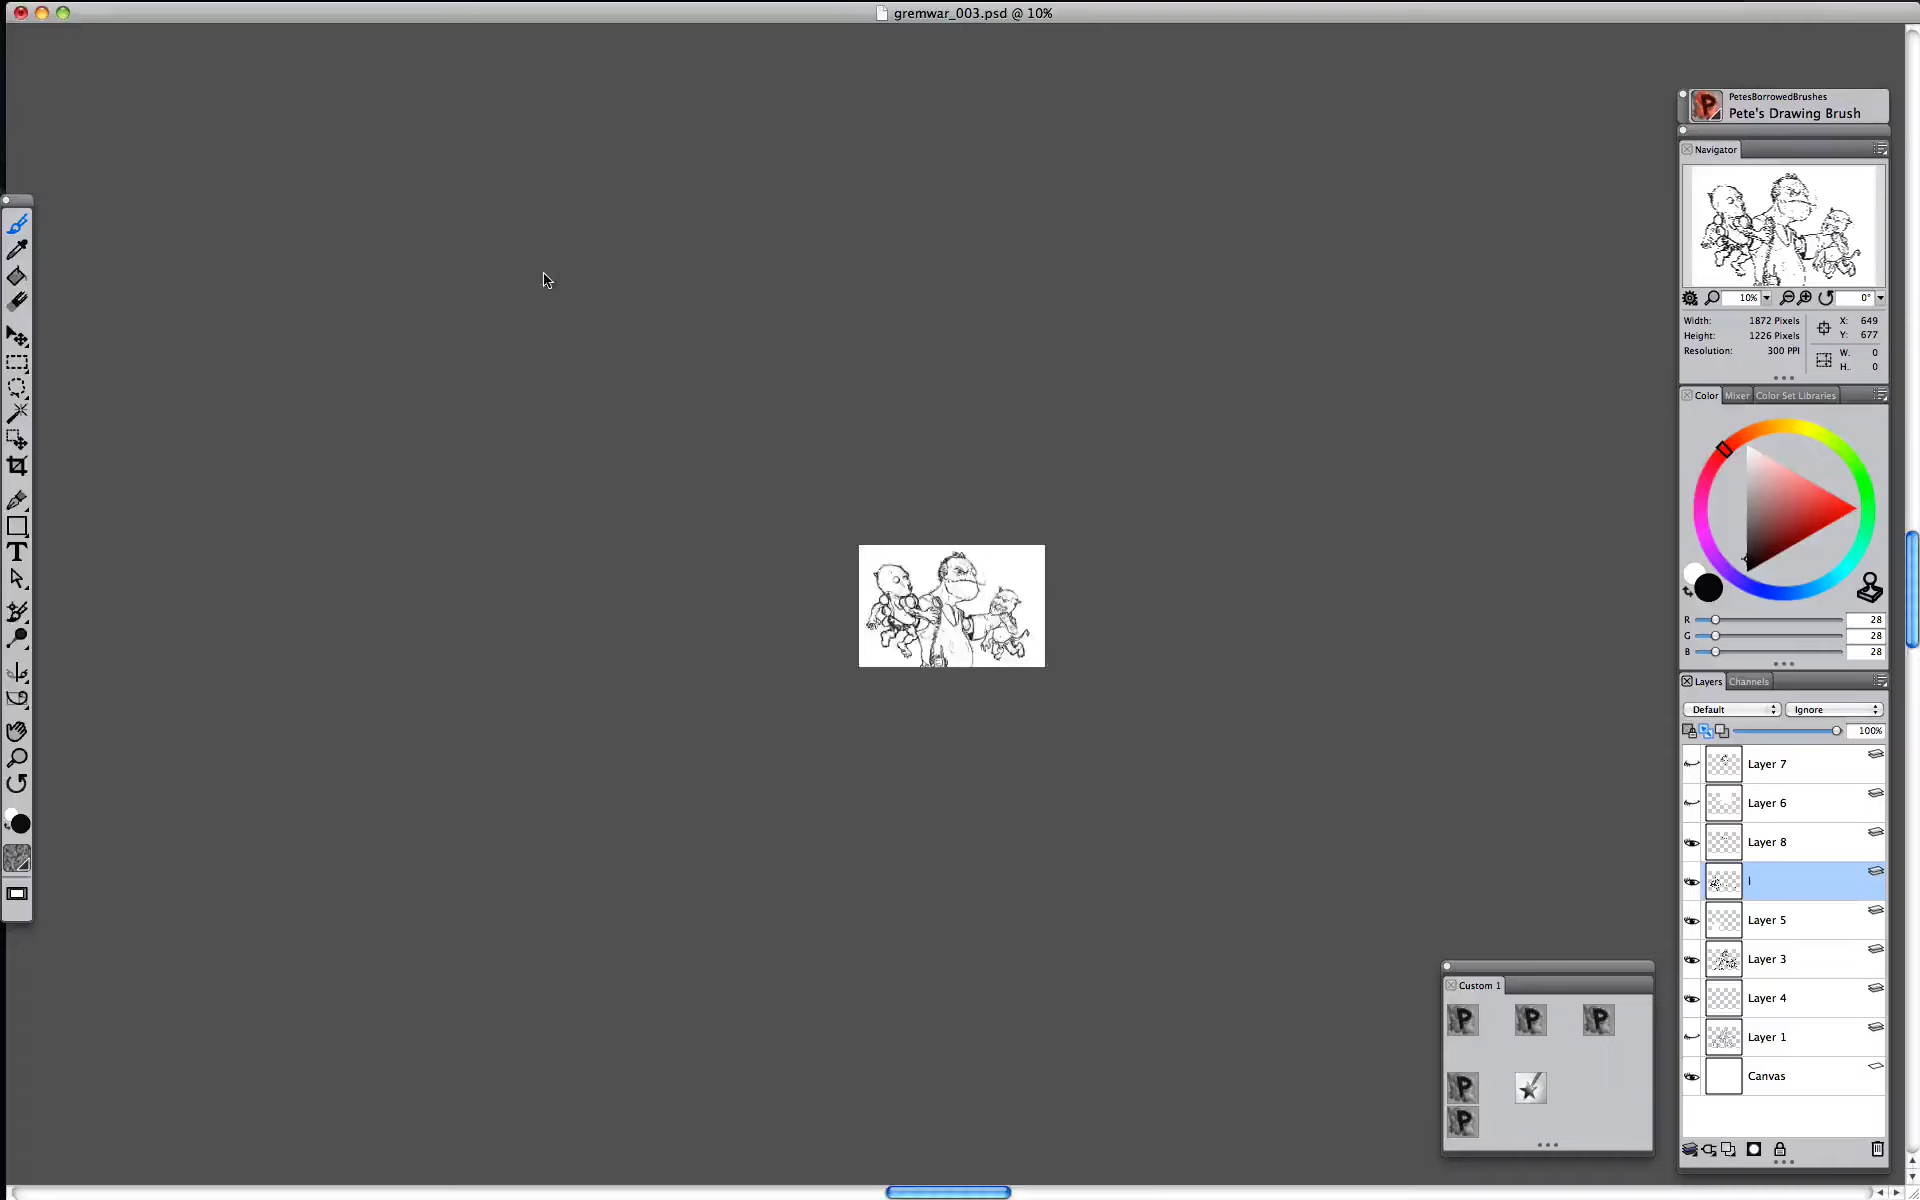 gremwar_003.psd @ 10%
PetesBorrowedBrushes
Pete's Drawing Brush
Navigator
10%
0°
Width: 1872 Pixels
Height: 1226 Pixels
Resolution: 300 PPI
X: 649
Y: 677
W. 0
H.. 0
Color Mixer Color Set Libraries
R 28
G 28
B 28
Layers Channels
Default Ignore
100%
Layer 7
Layer 6
Layer 8
l
Layer 5
Layer 3
Layer 4
Layer 1
Canvas
Custom 1